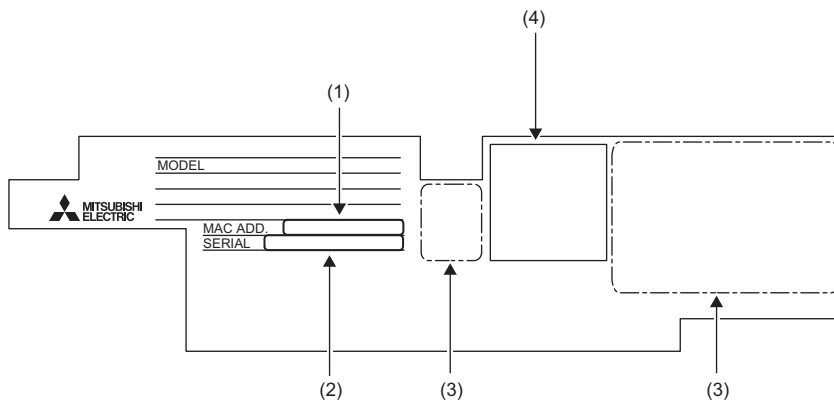 (4)
(1)
MODEL
MITSUBISHI
ELECTRIC
MAC ADD.
SERIAL
(2)
(3)
(3)